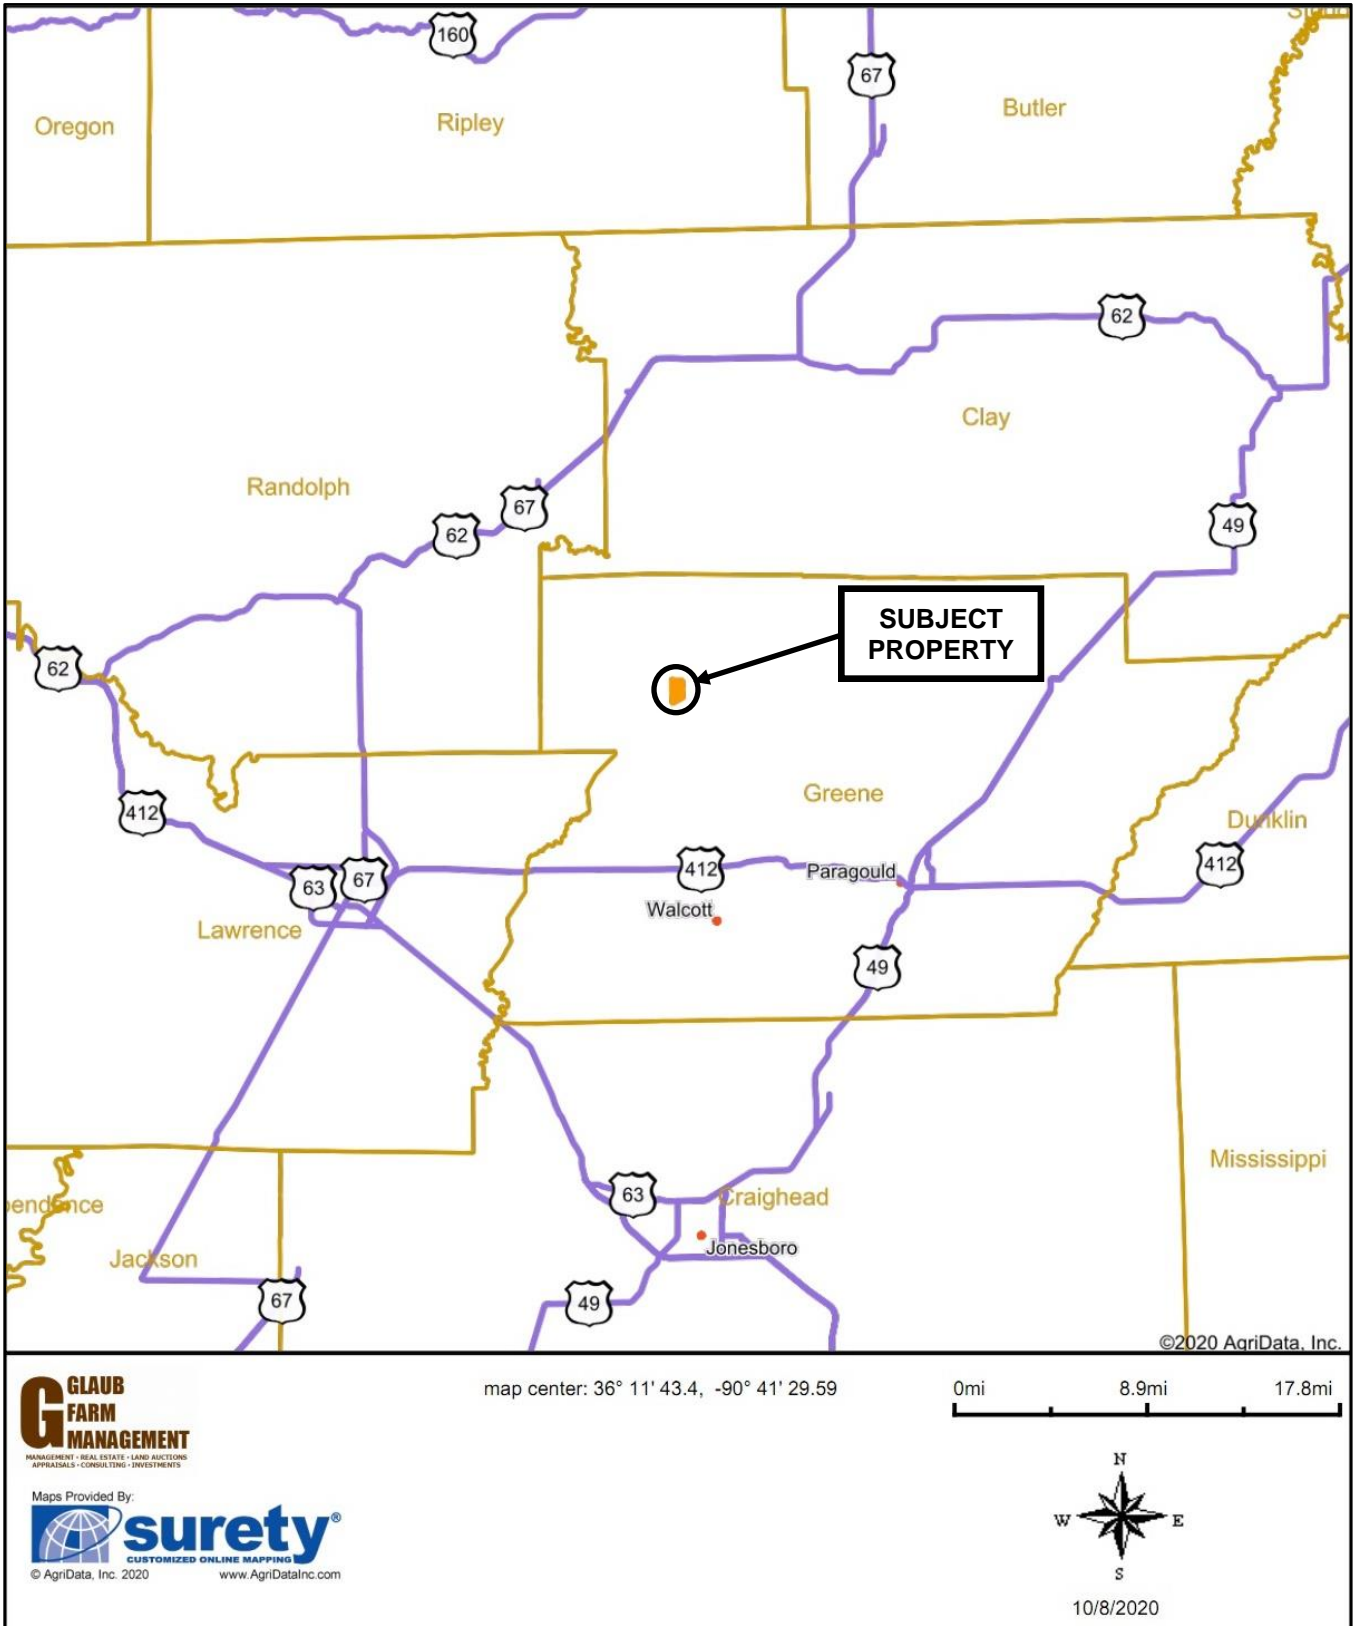 Stodd
160
67
Oregon
Ripley
Butler
62
Clay
Randolph
67
62
49
SUBJECT
PROPERTY
62
Greene
412
Dunklin
412
Paragould
412
63
67
Walcott
Lawrence
49
Mississippi
pendence
63
Craighead
Jonesboro
Jackson
67
49
©2020 AgriData, Inc.
GLAUB
FARM
MANAGEMENT
MANAGEMENT • REAL ESTATE • LAND AUCTIONS
APPRAISALS • CONSULTING • INVESTMENTS
map center: 36° 11' 43.4, -90° 41' 29.59
0mi 8.9mi 17.8mi
Maps Provided By:
surety®
CUSTOMIZED ONLINE MAPPING
© AgriData, Inc. 2020 www.AgriDataInc.com
N
W E
S
10/8/2020